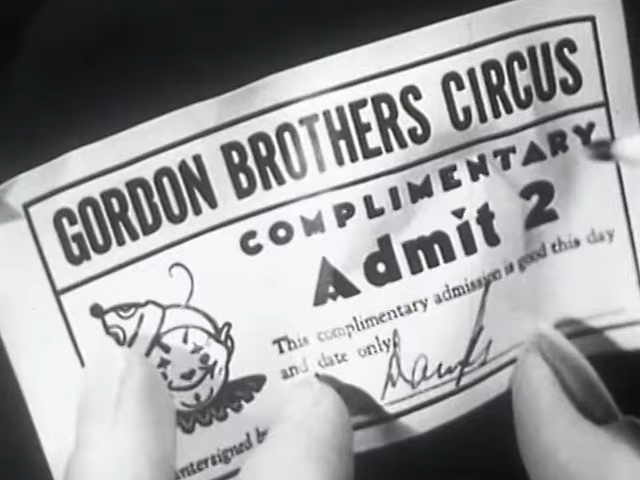 GORDON BROTHERS CIRCUS
COMPLIMENTARY
Admit 2
This complimentary admission is good this day
and date only